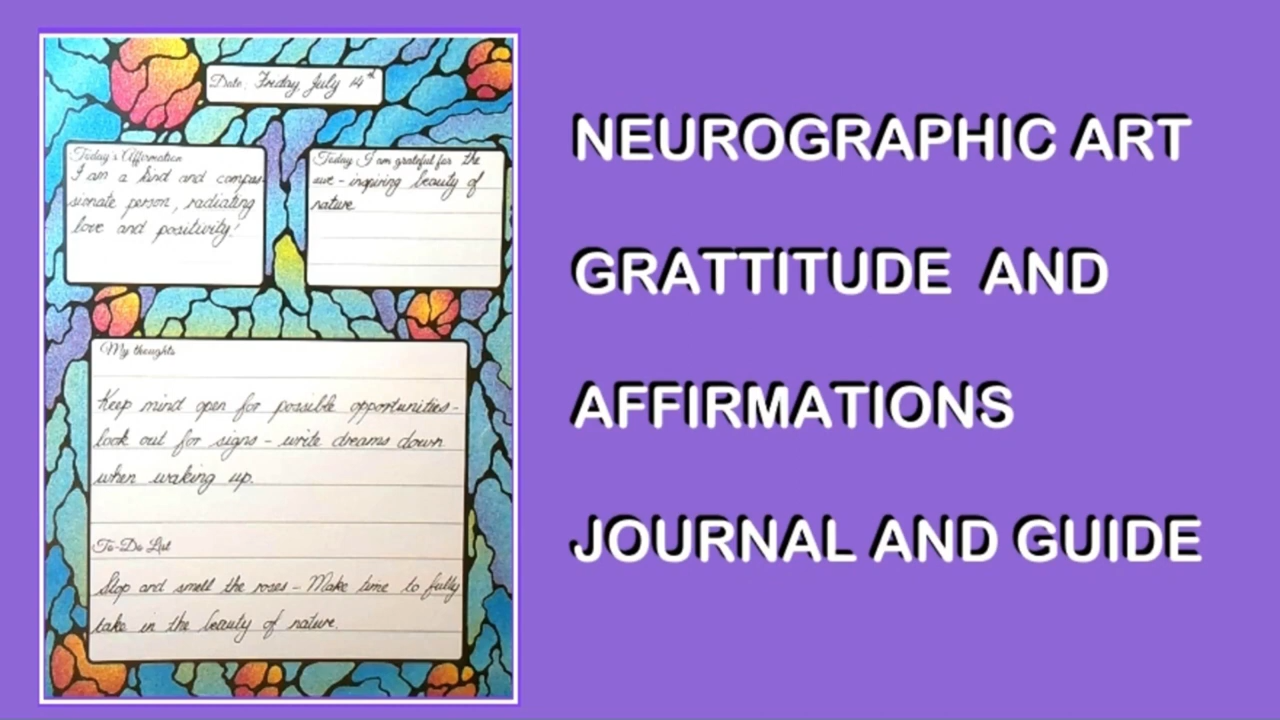 Date: Friday, July 14th
Today's Affirmation
I am a kind and compas-
sionate person, radiating
love and positivity!
Today I am grateful for the
awe-inspiring beauty of
nature
My thoughts
Keep mind open for possible opportunities-
look out for signs - write dreams down
when waking up.
To-Do List
Stop and smell the roses - Make time to fully
take in the beauty of nature.
NEUROGRAPHIC ART
GRATTITUDE AND
AFFIRMATIONS
JOURNAL AND GUIDE